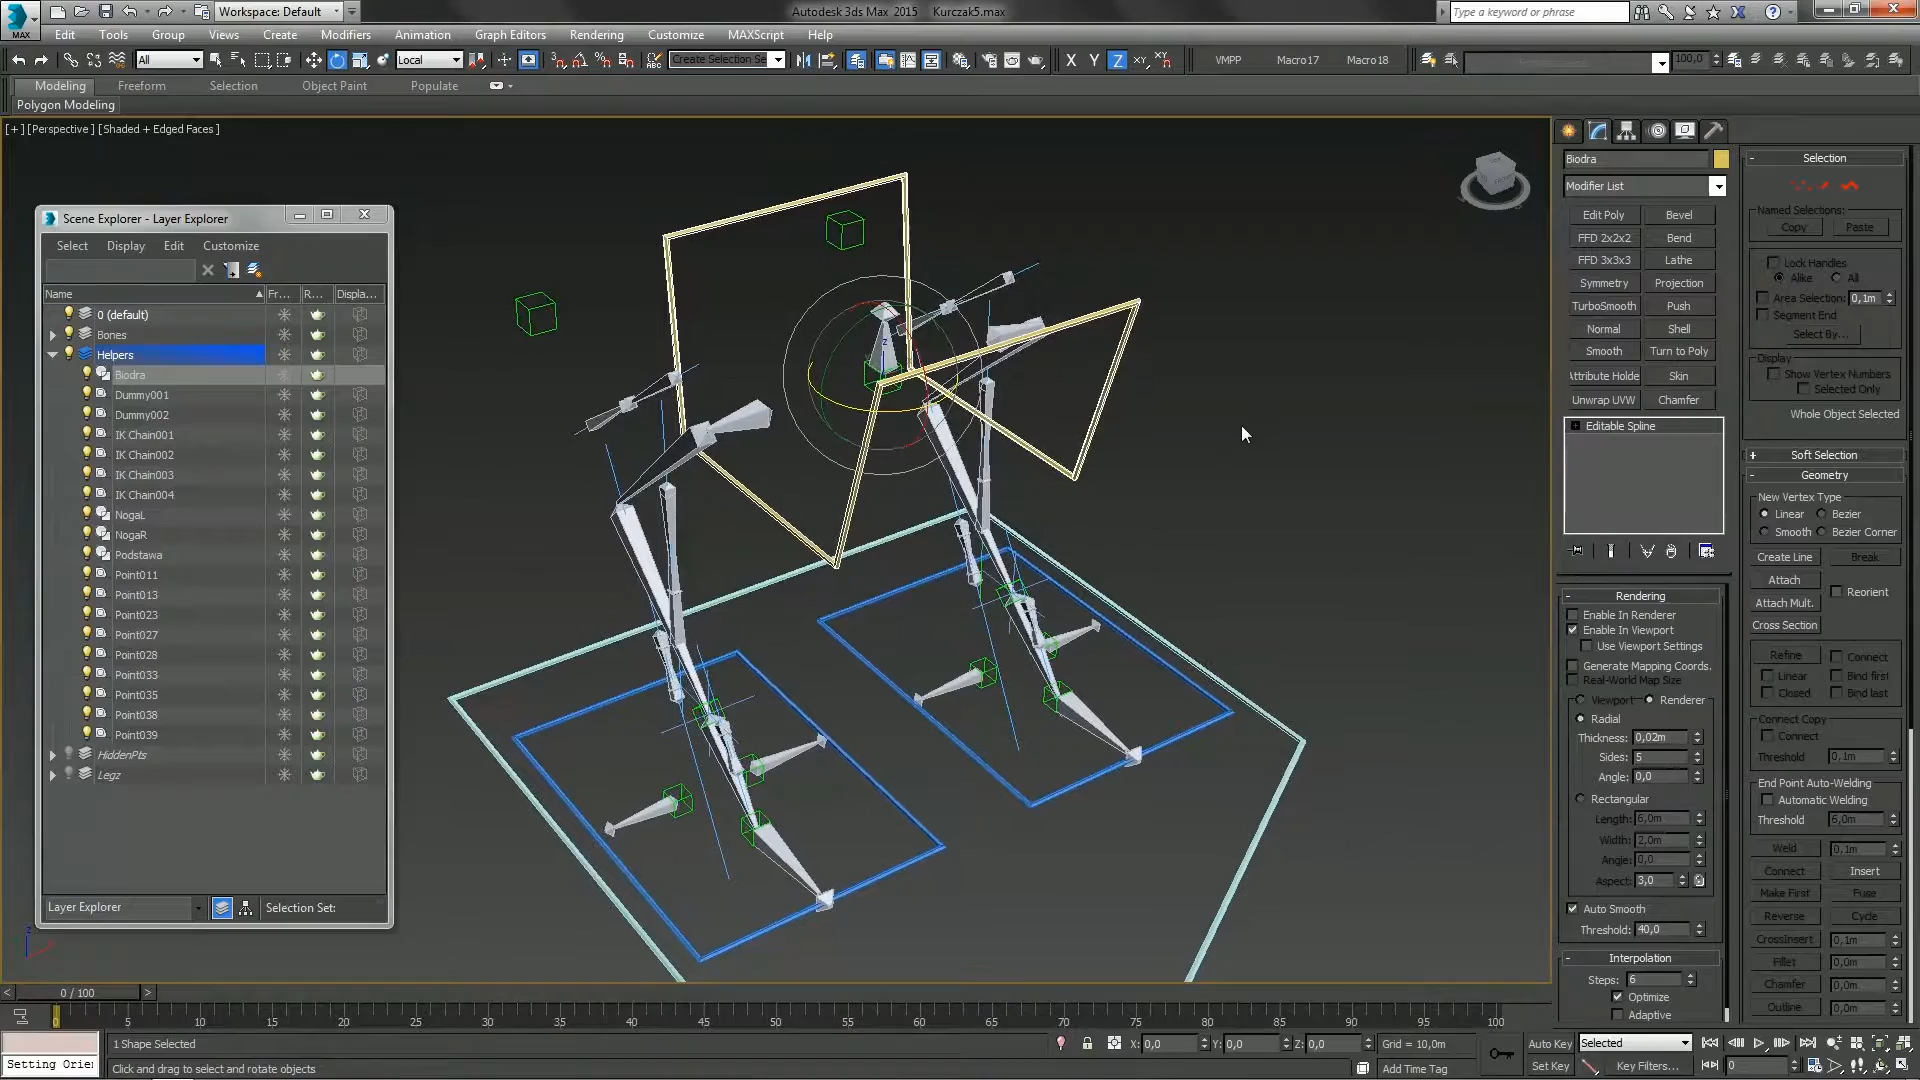 Workspace: Default
Autodesk 3ds Max 2015 Kurczak5.max
Type a keyword or phrase
MAX
Edit Tools Group Views Create Modifiers Animation Graph Editors Rendering Customize MAXScript Help
All Local Create Selection Se X Y Z XY XY VMPP Macro17 Macro18 100,0
Modeling Freeform Selection Object Paint Populate
Polygon Modeling
[+] [Perspective] [Shaded + Edged Faces]
Scene Explorer - Layer Explorer
Select Display Edit Customize
Name Fr... R... Displa...
0 (default)
Bones
Helpers
Biodra
Dummy001
Dummy002
IK Chain001
IK Chain002
IK Chain003
IK Chain004
NogaL
NogaR
Podstawa
Point011
Point013
Point023
Point027
Point028
Point033
Point035
Point038
Point039
HiddenPts
Legz
Layer Explorer Selection Set:
Biodra
Modifier List
Edit Poly Bevel
FFD 2x2x2 Bend
FFD 3x3x3 Lathe
Symmetry Projection
TurboSmooth Push
Normal Shell
Smooth Turn to Poly
Attribute Holde Skin
Unwrap UVW Chamfer
Editable Spline
Rendering
Enable In Renderer
Enable In Viewport
Use Viewport Settings
Generate Mapping Coords.
Real-World Map Size
Viewport Renderer
Radial
Thickness: 0,02m
Sides: 5
Angle: 0,0
Rectangular
Length: 6,0m
Width: 2,0m
Angle: 0,0
Aspect: 3,0
Auto Smooth
Threshold: 40,0
Interpolation
Steps: 6
Optimize
Adaptive
Selection
Named Selections:
Copy Paste
Lock Handles
Alike All
Area Selection: 0,1m
Segment End
Select By...
Display
Show Vertex Numbers
Selected Only
Whole Object Selected
Soft Selection
Geometry
New Vertex Type
Linear Bezier
Smooth Bezier Corner
Create Line Break
Attach
Reorient
Attach Mult.
Cross Section
Refine Connect
Linear Bind first
Closed Bind last
Connect Copy
Connect
Threshold 0,1m
End Point Auto-Welding
Automatic Welding
Threshold 6,0m
Weld 0,1m
Connect Insert
Make First Fuse
Reverse Cycle
CrossInsert 0,1m
Fillet 0,0m
Chamfer 0,0m
Outline 0,0m
z
z
< 0 / 100 >
5 10 15 20 25 30 35 40 45 50 55 60 65 70 75 80 85 90 95 100
1 Shape Selected X: 0,0 Y: 0,0 Z: 0,0 Grid = 10,0m Auto Key Selected
Setting Orie Click and drag to select and rotate objects Add Time Tag Set Key Key Filters... 0